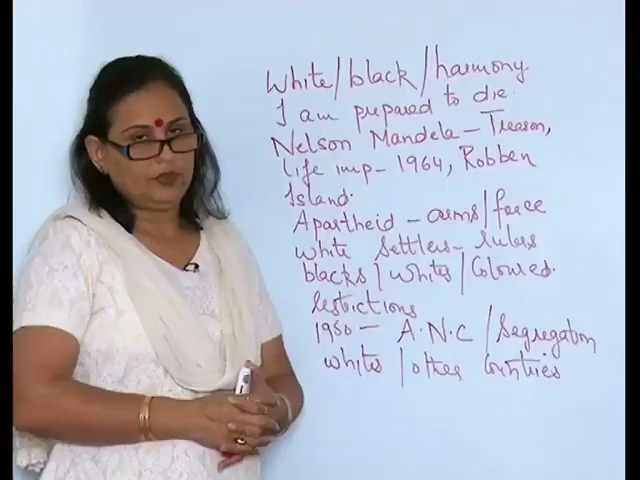 White/black/harmony
I am prepared to die.
Nelson Mandela – Treason,
life imp – 1964, Robben
Island.
Apartheid – arms/force
white settlers – rulers
blacks/whites/Coloured.
restrictions
1950 – A.N.C / Segregation
whites / other Countries